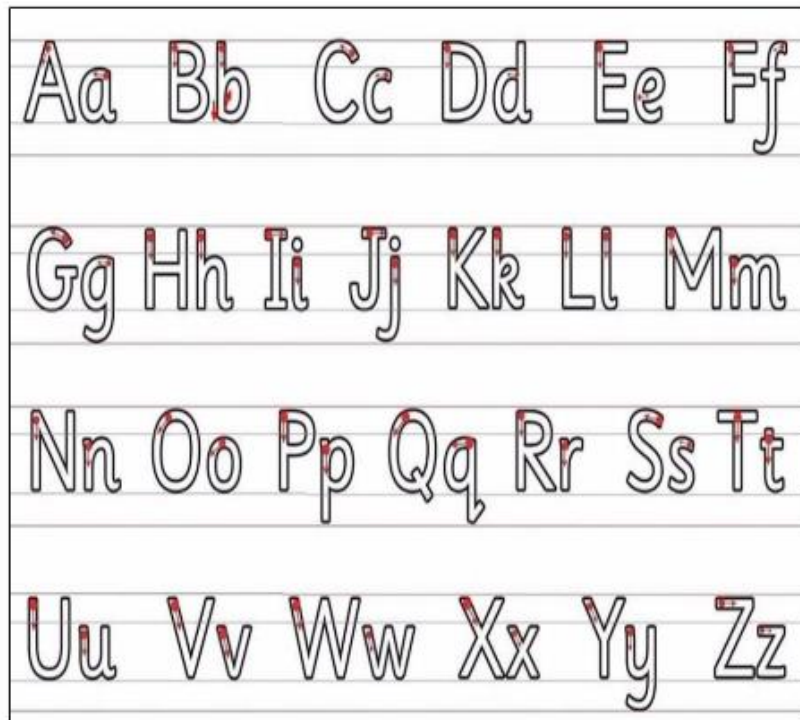 Aa Bb Cc Dd Ee Ff
Gg Hh Ii Jj Kk Ll Mm
Nn Oo Pp Qq Rr Ss Tt
Uu Vv Ww Xx Yy Zz